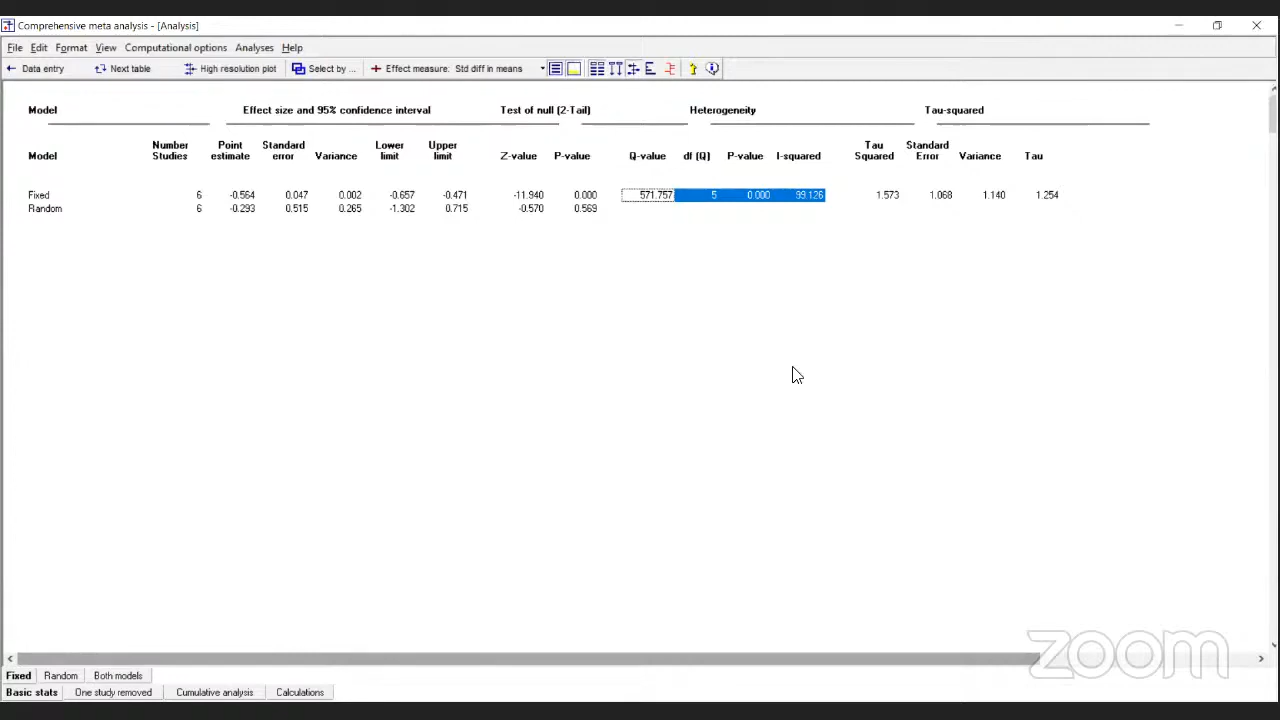 Comprehensive meta analysis - [Analysis]
File Edit Format View Computational options Analyses Help
Data entry Next table High resolution plot Select by ... Effect measure: Std diff in means
Model Effect size and 95% confidence interval Test of null (2-Tail) Heterogeneity Tau-squared
Number Point Standard Lower Upper Tau Standard
Model Studies estimate error Variance limit limit Z-value P-value Q-value df (Q) P-value I-squared Squared Error Variance Tau
Fixed 6 -0.564 0.047 0.002 -0.657 -0.471 -11.940 0.000 571.757 5 0.000 99.126 1.573 1.068 1.140 1.254
Random 6 -0.293 0.515 0.265 -1.302 0.715 -0.570 0.569
zoom
Fixed Random Both models
Basic stats One study removed Cumulative analysis Calculations